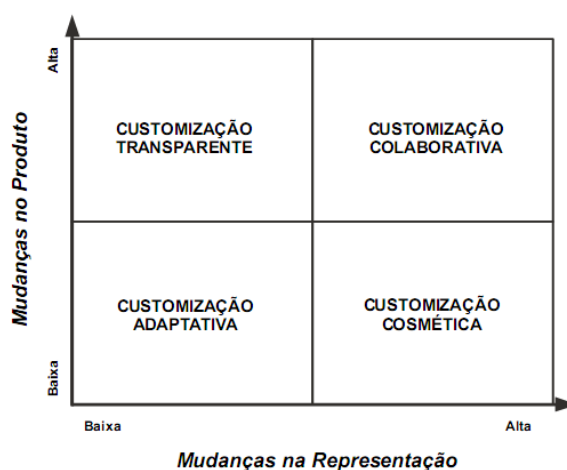 Alta
CUSTOMIZAÇÃO
TRANSPARENTE
CUSTOMIZAÇÃO
COLABORATIVA
Mudanças no Produto
CUSTOMIZAÇÃO
ADAPTATIVA
CUSTOMIZAÇÃO
COSMÉTICA
Baixa
Baixa
Alta
Mudanças na Representação